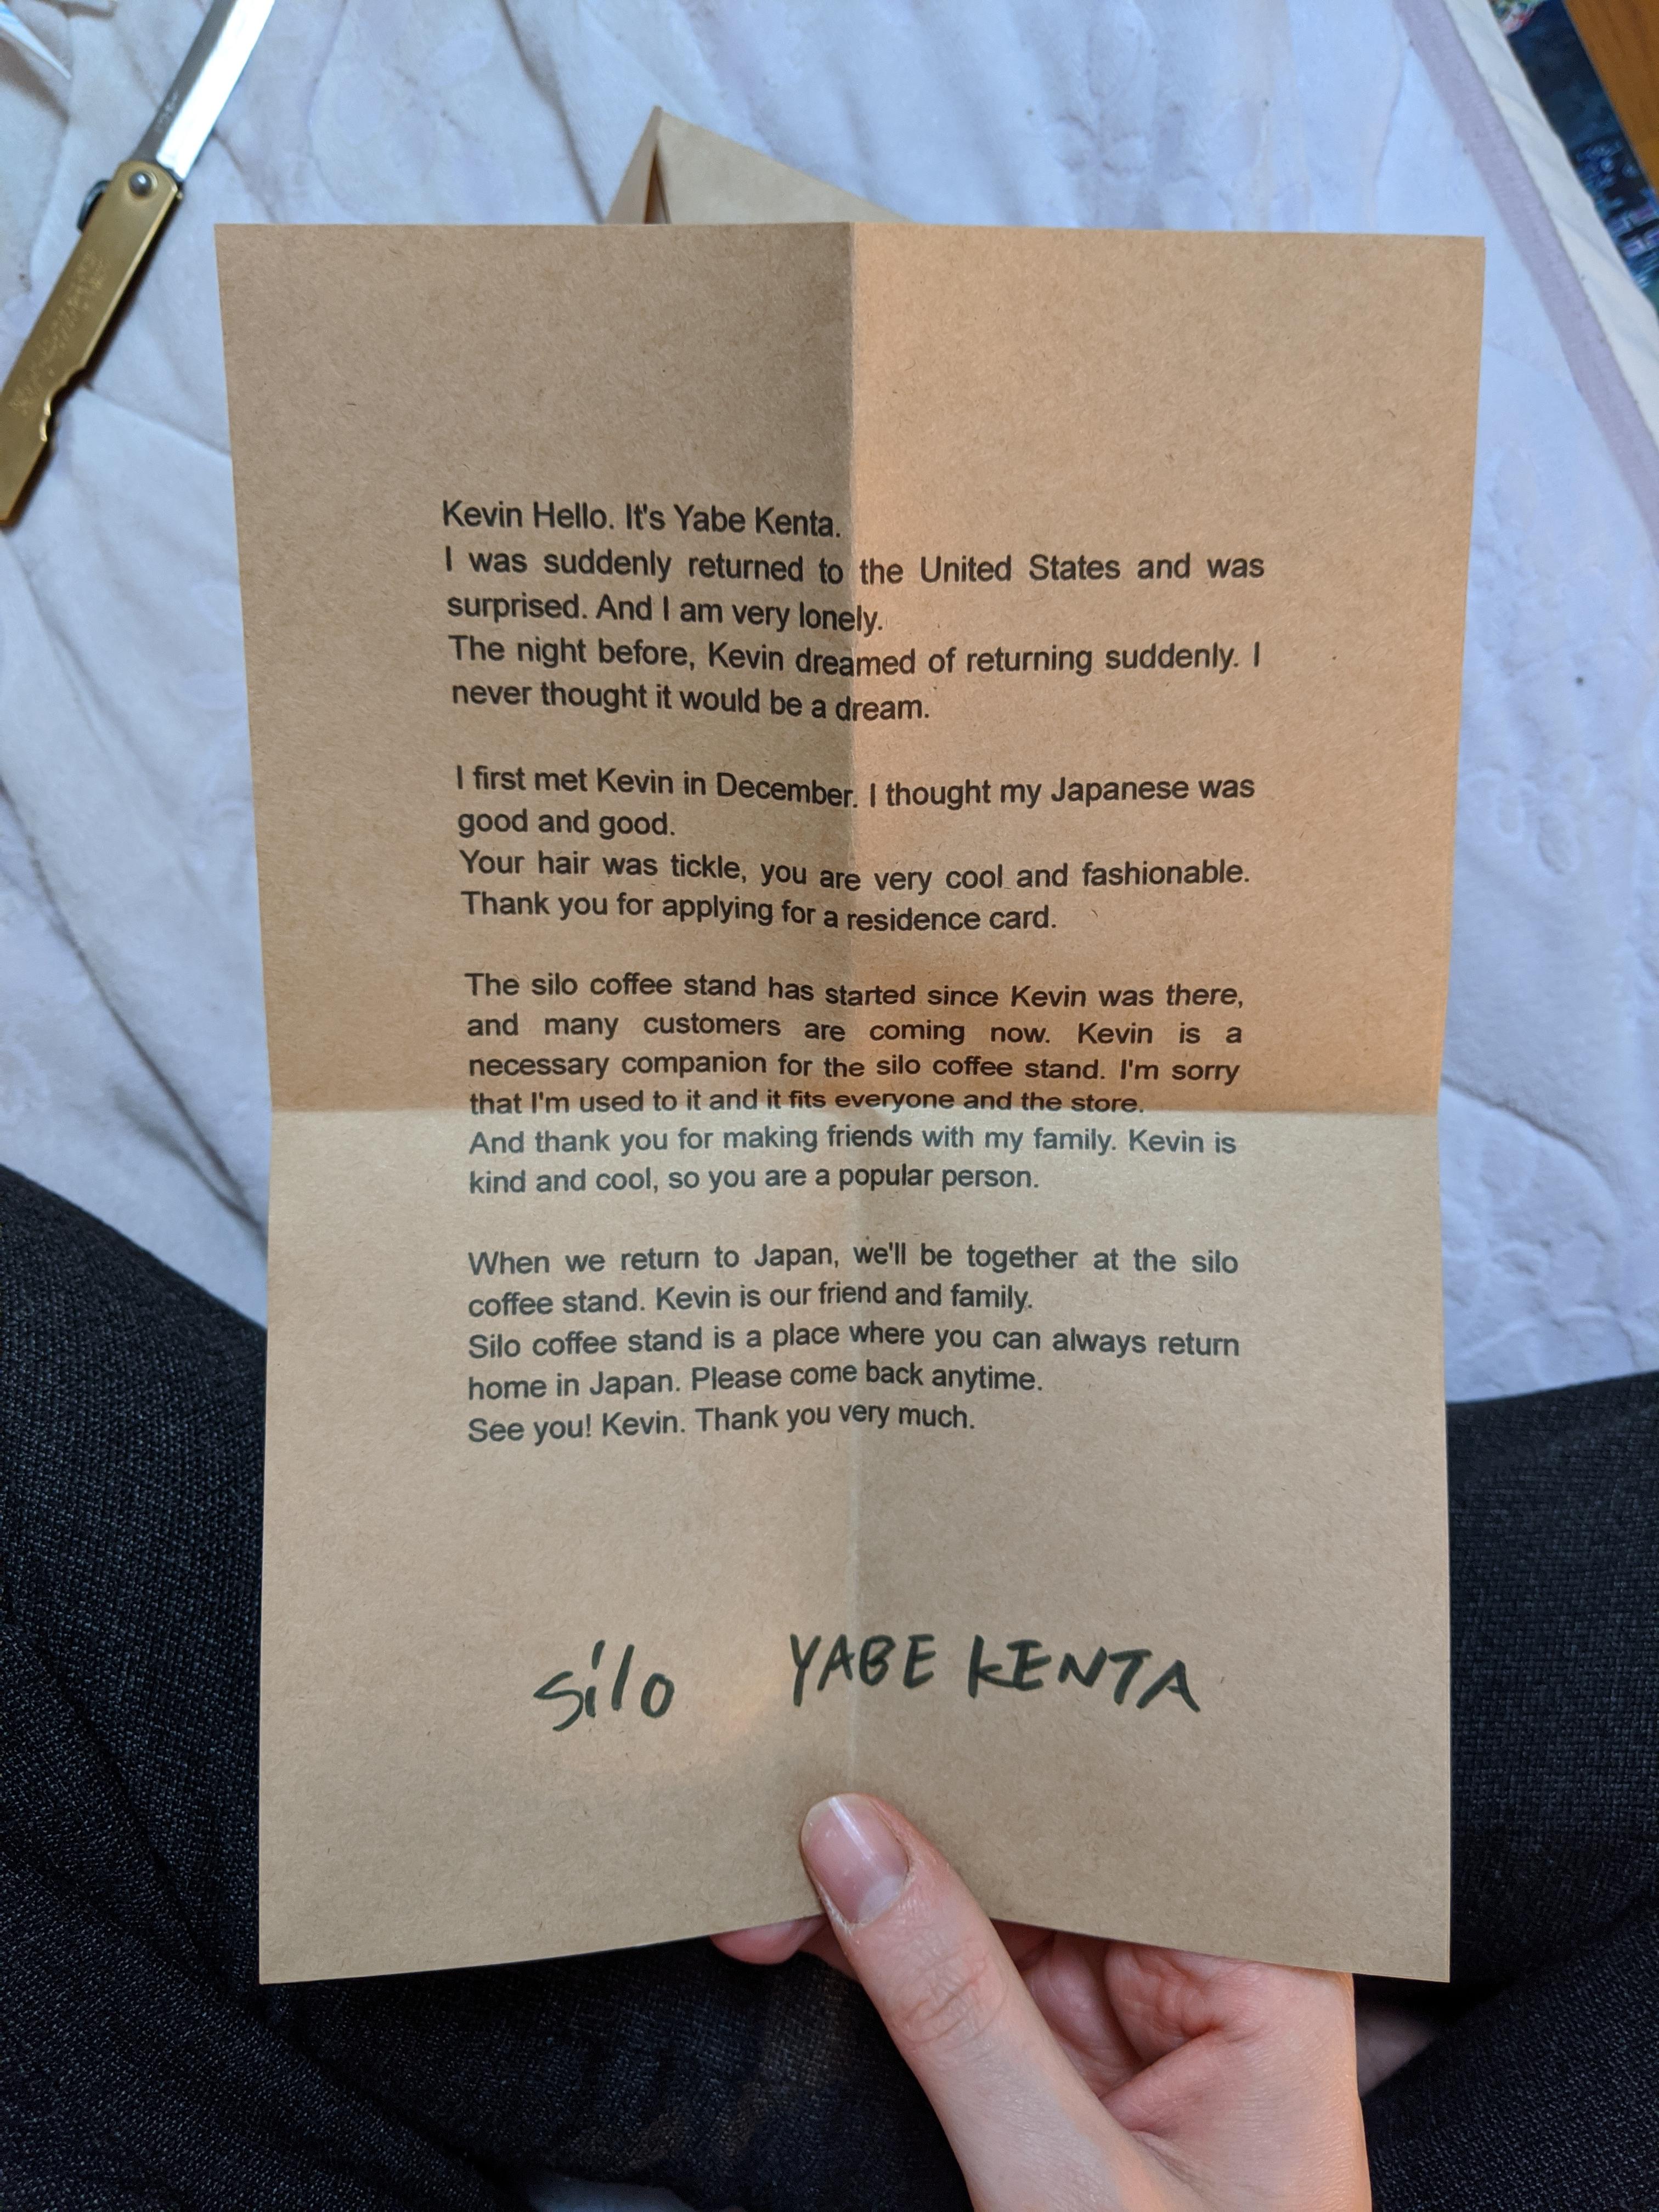 Kevin Hello. It's Yabe Kenta.
I was suddenly returned to the United States and was
surprised. And I am very lonely.
The night before, Kevin dreamed of returning suddenly. I
never thought it would be a dream.
I first met Kevin in December. I thought my Japanese was
good and good.
Your hair was tickle, you are very cool and fashionable.
Thank you for applying for a residence card.
The silo coffee stand has started since Kevin was there,
and many customers are coming now. Kevin is a
necessary companion for the silo coffee stand. I'm sorry
that I'm used to it and it fits everyone and the store.
And thank you for making friends with my family. Kevin is
kind and cool, so you are a popular person.
When we return to Japan, we'll be together at the silo
coffee stand. Kevin is our friend and family.
Silo coffee stand is a place where you can always return
home in Japan. Please come back anytime.
See you! Kevin. Thank you very much.
silo YABE KENTA